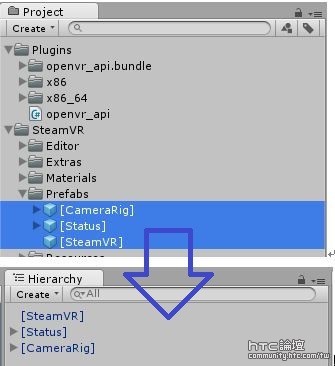 Project
Create
Plugins
openvr_api.bundle
x86
x86_64
openvr_api
SteamVR
Editor
Extras
Materials
Prefabs
[CameraRig]
[Status]
[SteamVR]
Hierarchy
Create All
[SteamVR]
[Status]
[CameraRig]
htc論壇
community.htc.com/tw